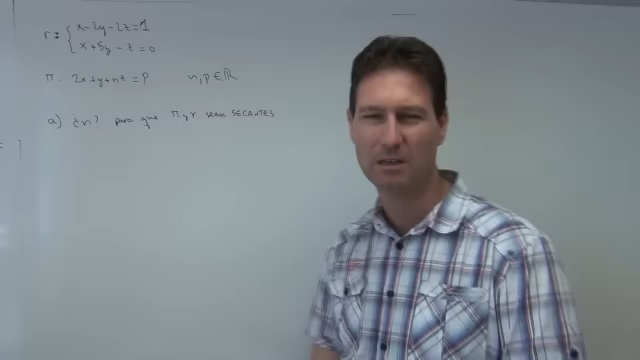 r: { x-2y-2z=1
x+5y-z=0
π. 2x+y+nz=p n,p∈ℝ
a) ¿n? para que π y r sean SECANTES
=